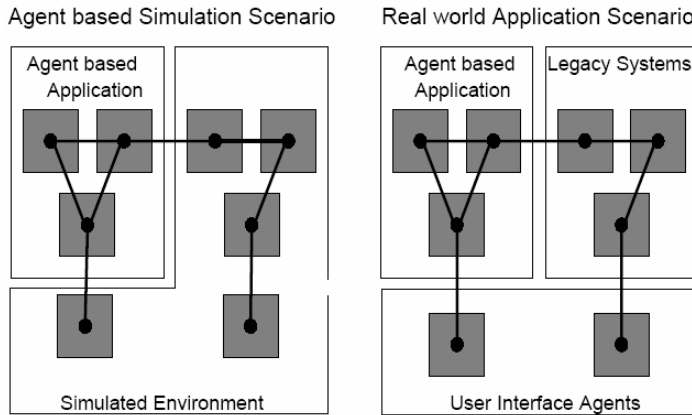 Agent based Simulation Scenario
Agent based
Application
Simulated Environment
Real world Application Scenario
Agent based
Application
Legacy Systems
User Interface Agents